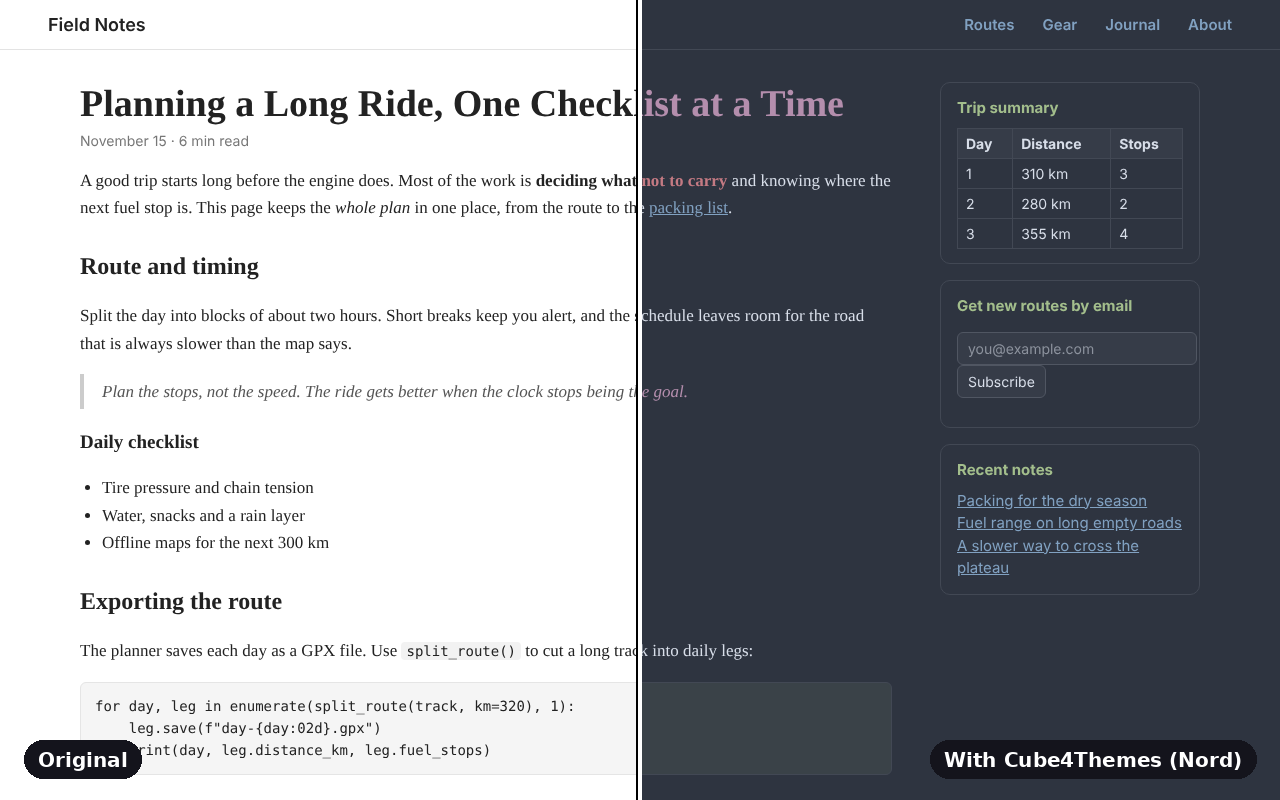 Field Notes
Routes Gear Journal About
Planning a Long Ride, One Checklist at a Time
November 15 · 6 min read
A good trip starts long before the engine does. Most of the work is deciding what not to carry and knowing where the
next fuel stop is. This page keeps the whole plan in one place, from the route to the packing list.
Route and timing
Split the day into blocks of about two hours. Short breaks keep you alert, and the schedule leaves room for the road
that is always slower than the map says.
Plan the stops, not the speed. The ride gets better when the clock stops being the goal.
Daily checklist
• Tire pressure and chain tension
• Water, snacks and a rain layer
• Offline maps for the next 300 km
Exporting the route
The planner saves each day as a GPX file. Use split_route() to cut a long track into daily legs:
for day, leg in enumerate(split_route(track, km=320), 1):
    leg.save(f"day-{day:02d}.gpx")
    rint(day, leg.distance_km, leg.fuel_stops)
Trip summary
Day Distance Stops
1 310 km 3
2 280 km 2
3 355 km 4
Get new routes by email
you@example.com
Subscribe
Recent notes
Packing for the dry season
Fuel range on long empty roads
A slower way to cross the
plateau
Original
With Cube4Themes (Nord)